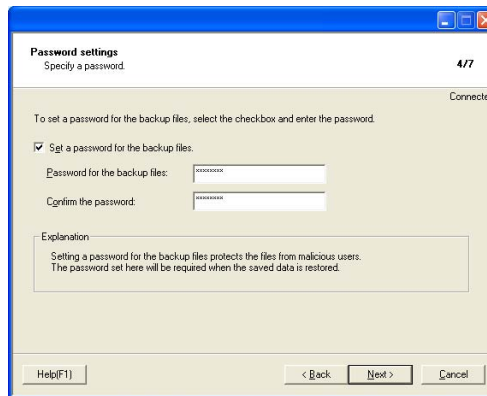 Password settings
Specify a password.
4/7
Connecte
To set a password for the backup files, select the checkbox and enter the password.
Set a password for the backup files.
Password for the backup files:
xxxxxxxx
Confirm the password:
xxxxxxxx
Explanation
Setting a password for the backup files protects the files from malicious users.
The password set here will be required when the saved data is restored.
Help(F1)
< Back
Next >
Cancel